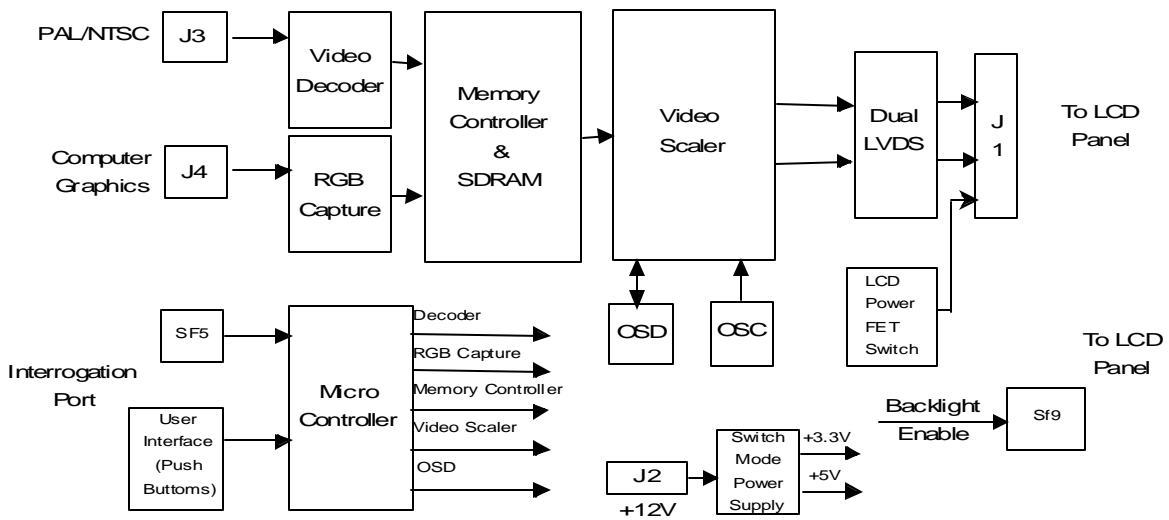 PAL/NTSC
J3
Video
Decoder
Memory
Controller
&
SDRAM
Video
Scaler
Dual
LVDS
J
1
To LCD
Panel
Computer
Graphics
J4
RGB
Capture
OSD
OSC
LCD
Power
FET
Switch
Interrogation
Port
SF5
User
Interface
(Push
Buttoms)
Micro
Controller
Decoder
RGB Capture
Memory Controller
Video Scaler
OSD
J2
+12V
Switch
Mode
Power
Supply
+3.3V
+5V
Backlight
Enable
Sf9
To LCD
Panel